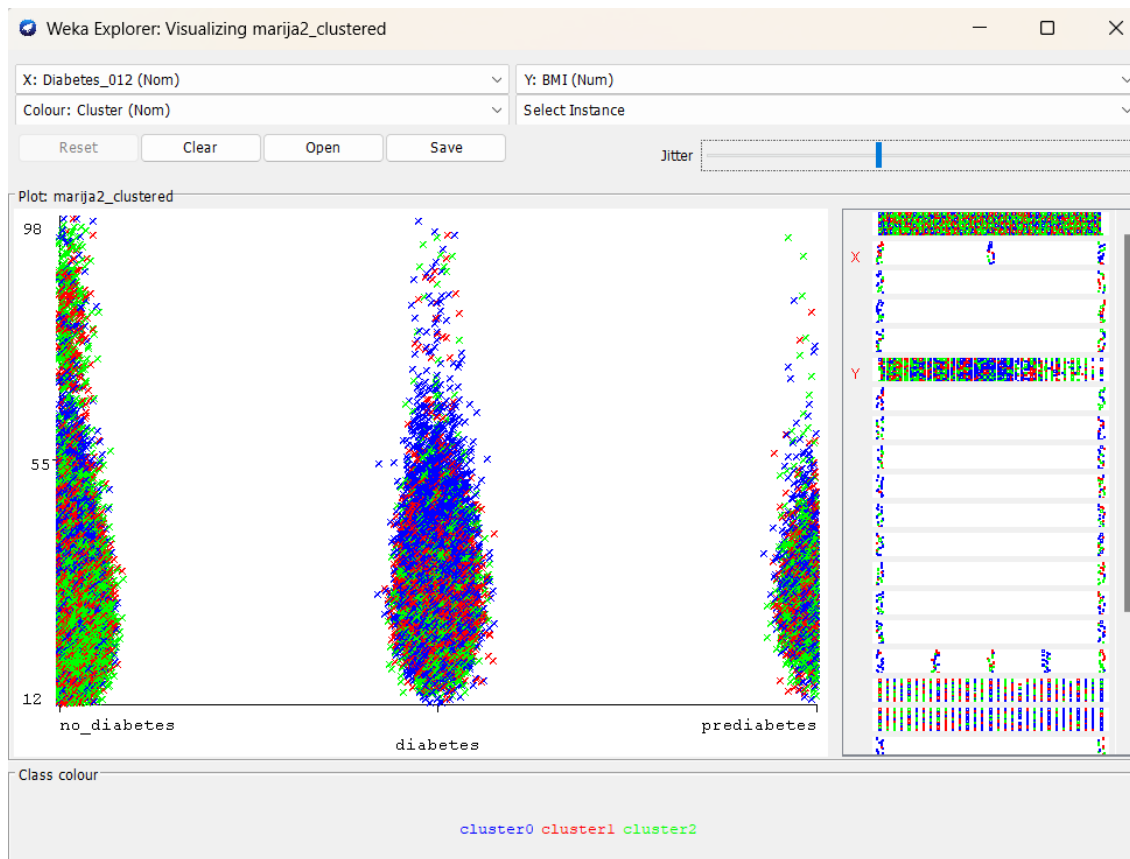 Weka Explorer: Visualizing marija2_clustered
X: Diabetes_012 (Nom)
Y: BMI (Num)
Colour: Cluster (Nom)
Select Instance
Reset
Clear
Open
Save
Jitter
Plot: marija2_clustered
98
55
12
no_diabetes
diabetes
prediabetes
X
Y
Class colour
cluster0 cluster1 cluster2